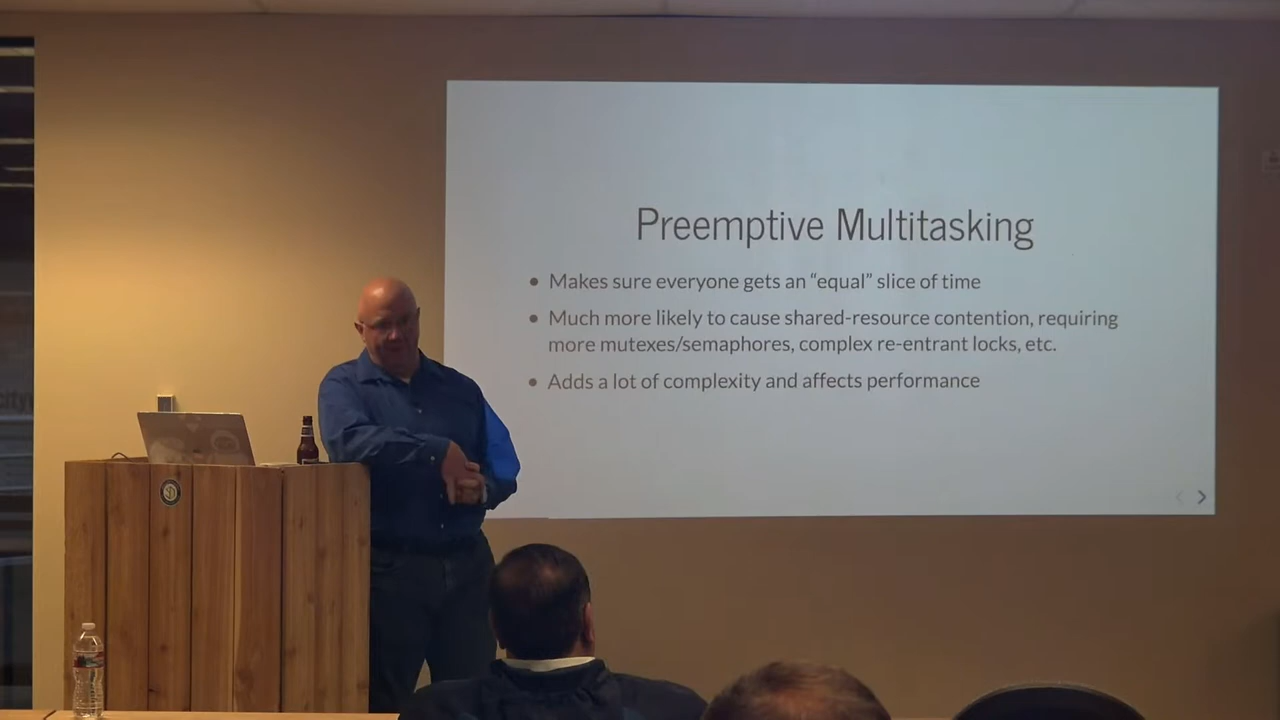 Preemptive Multitasking
• Makes sure everyone gets an “equal” slice of time
• Much more likely to cause shared-resource contention, requiring
more mutexes/semaphores, complex re-entrant locks, etc.
• Adds a lot of complexity and affects performance